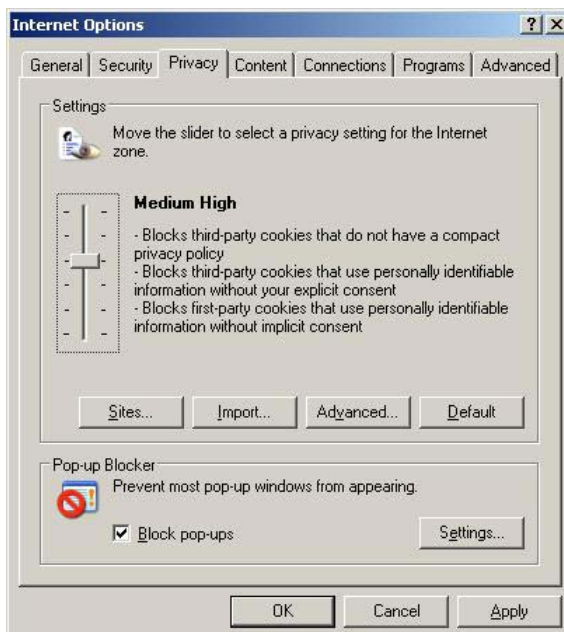 Internet Options
General Security Privacy Content Connections Programs Advanced
Settings
Move the slider to select a privacy setting for the Internet
zone.
Medium High
- Blocks third-party cookies that do not have a compact
privacy policy
- Blocks third-party cookies that use personally identifiable
information without your explicit consent
- Blocks first-party cookies that use personally identifiable
information without implicit consent
Sites... Import... Advanced... Default
Pop-up Blocker
Prevent most pop-up windows from appearing.
Block pop-ups Settings...
OK Cancel Apply